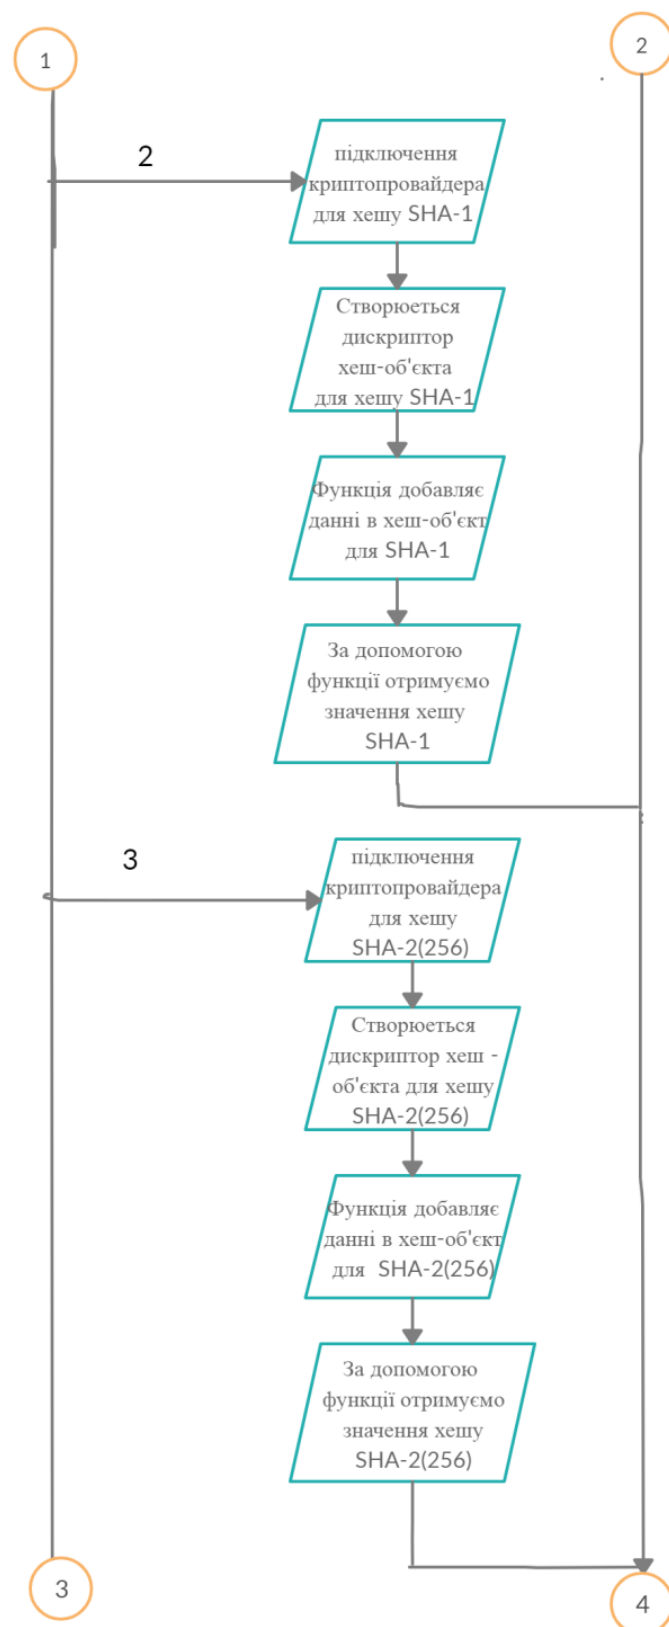 1
2
2
підключення
криптопровайдера
для хешу SHA-1
Створюеться
дискриптор
хеш-об'єкта
для хешу SHA-1
Функція добавляє
данні в хеш-об'єкт
для SHA-1
За допомогою
функції отримуємо
значення хешу
SHA-1
3
підключення
криптопровайдера
для хешу
SHA-2(256)
Створюеться
дискриптор хеш -
об'єкта для хешу
SHA-2(256)
Функція добавляє
данні в хеш-об'єкт
для SHA-2(256)
За допомогою
функції отримуємо
значення хешу
SHA-2(256)
3
4